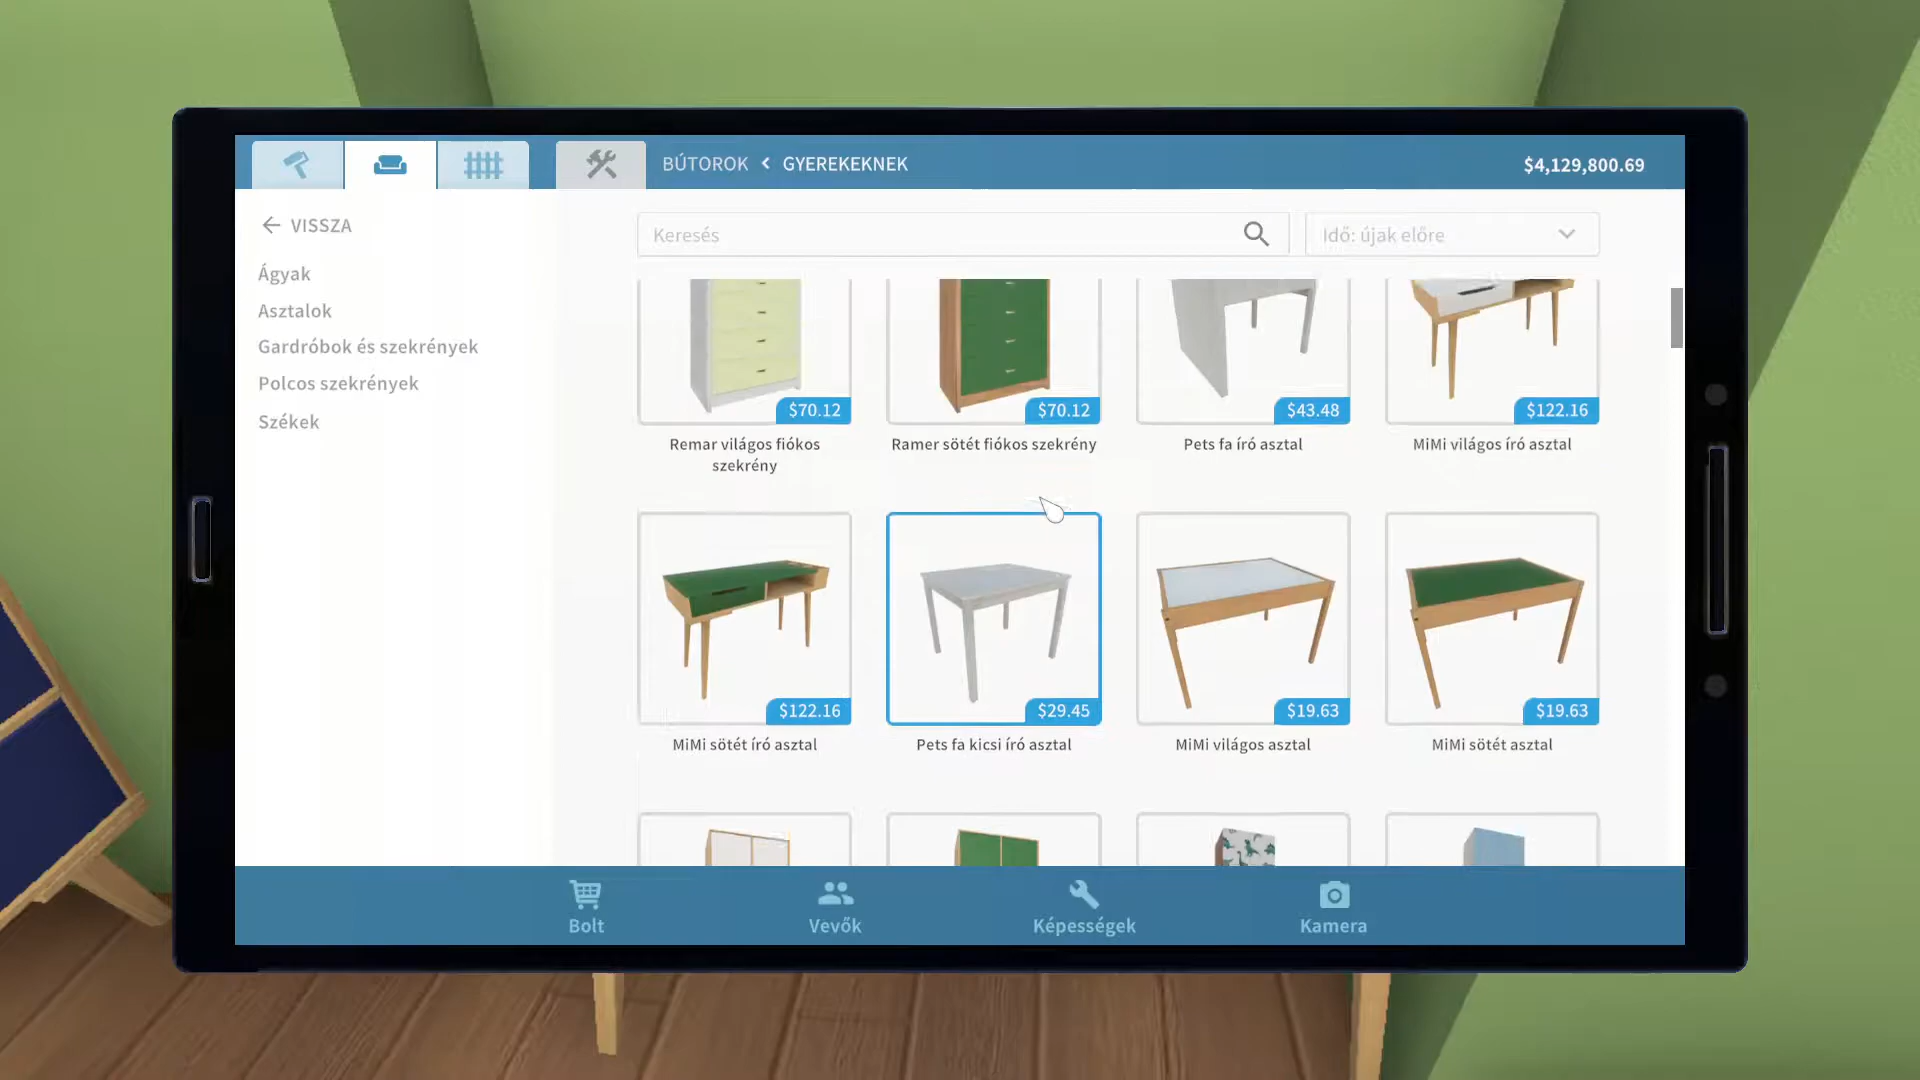 BÚTOROK < GYEREKEKNEK
$4,129,800.69
VISSZA
Ágyak
Asztalok
Gardróbok és szekrények
Polcos szekrények
Székek
Keresés
Idő: újak előre
$70.12
$70.12
$43.48
$122.16
Remar világos fiókos
szekrény
Ramer sötét fiókos szekrény
Pets fa író asztal
MiMi világos író asztal
$122.16
$29.45
$19.63
$19.63
MiMi sötét író asztal
Pets fa kicsi író asztal
MiMi világos asztal
MiMi sötét asztal
Bolt
Vevők
Képességek
Kamera